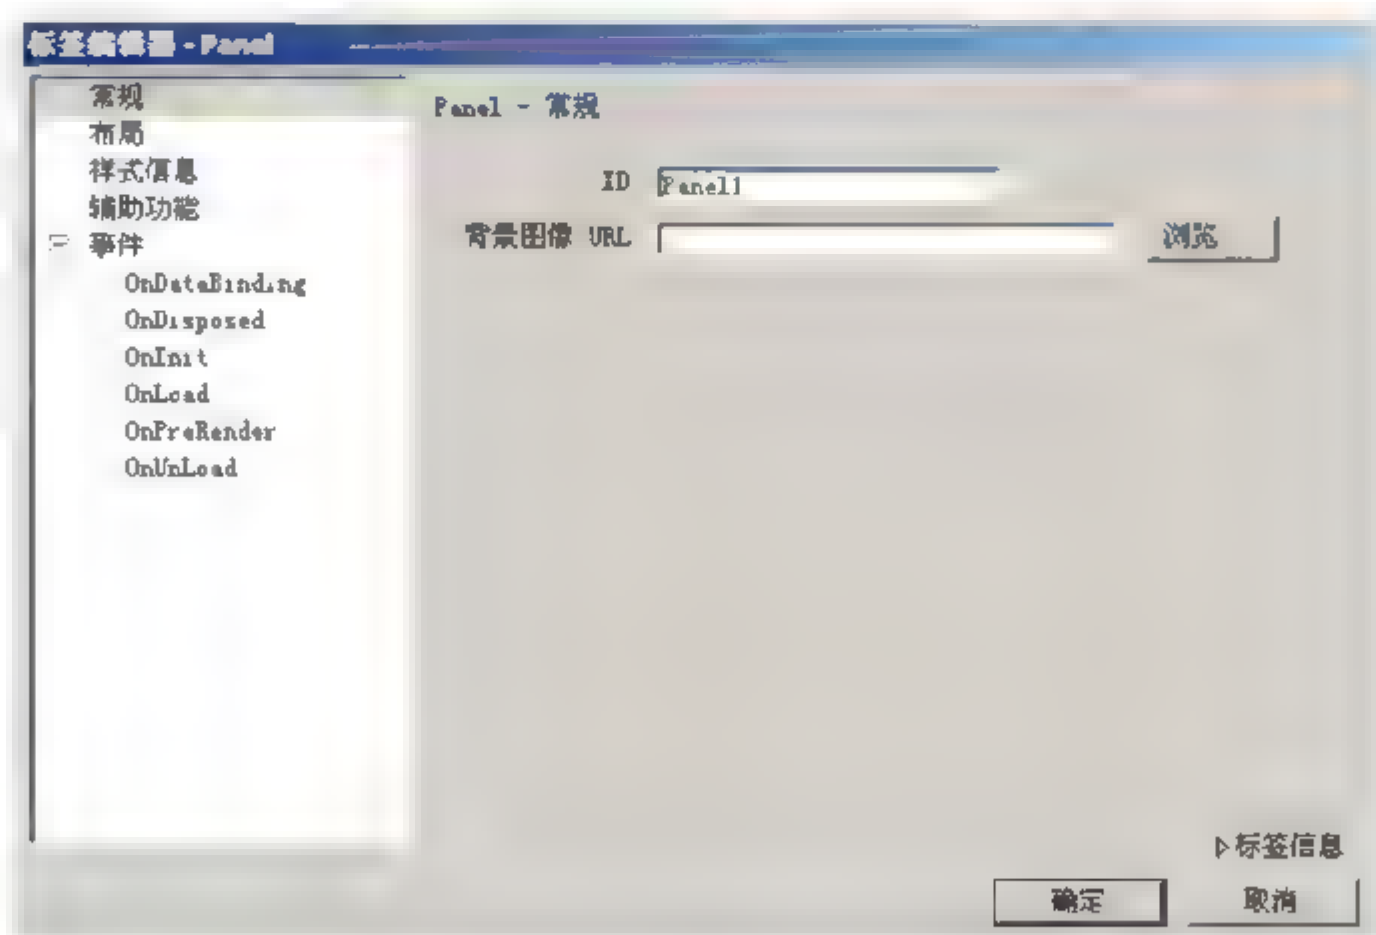 标签编辑器 - Panel
常规
布局
样式信息
辅助功能
事件
OnDataBinding
OnDisposed
OnInit
OnLoad
OnPreRender
OnUnLoad
Panel - 常规
ID Panel1
背景图像 URL 浏览
标签信息
确定 取消